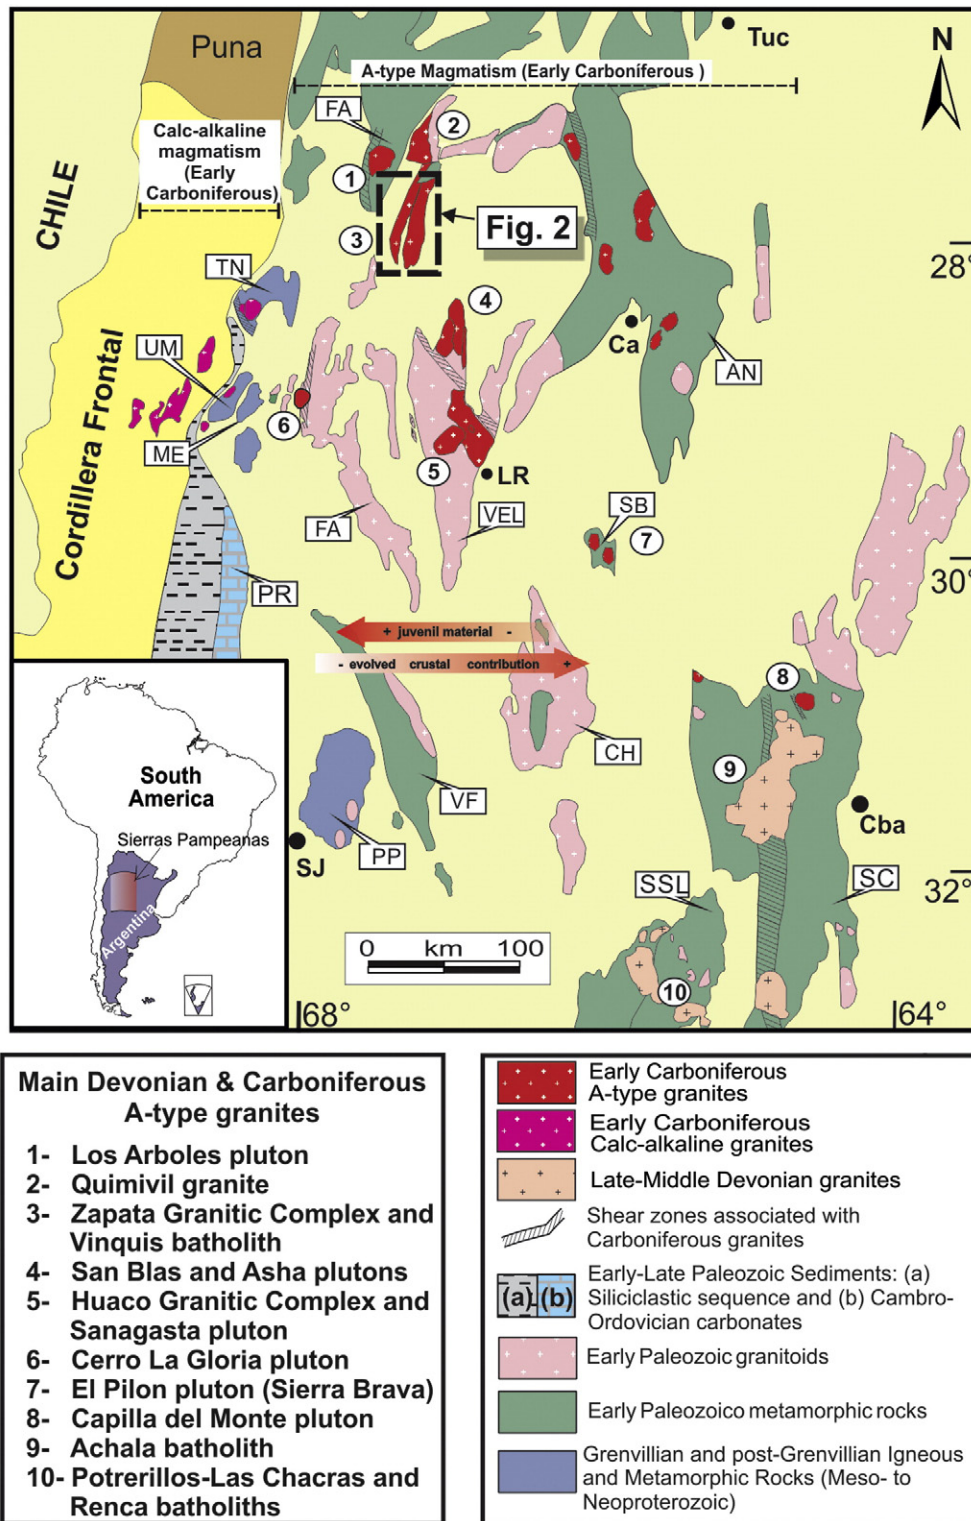 Puna
Tuc
N
A-type Magmatism (Early Carboníferous )
FA
2
Calc-alkaline
magmatism
(Early
Carboníferous)
1
CHILE
Fig. 2
3
28°
TN
4
UM
Ca
AN
Cordillera Frontal
6
ME
5
LR
FA
VEL
SB
7
30°
PR
+ juvenil material -
- evolved crustal contribution +
8
CH
9
South
America
VF
Cba
Sierras Pampeanas
SJ
PP
SSL
SC
32°
Argentina
0 km 100
10
68°
64°
Main Devonian & Carboniferous
A-type granites
1- Los Arboles pluton
2- Quimivil granite
3- Zapata Granitic Complex and
Vinquis batholith
4- San Blas and Asha plutons
5- Huaco Granitic Complex and
Sanagasta pluton
6- Cerro La Gloria pluton
7- El Pilon pluton (Sierra Brava)
8- Capilla del Monte pluton
9- Achala batholith
10- Potrerillos-Las Chacras and
Renca batholiths
Early Carboniferous
A-type granites
Early Carboniferous
Calc-alkaline granites
Late-Middle Devonian granites
Shear zones associated with
Carboniferous granites
(a) (b)
Early-Late Paleozoic Sediments: (a)
Siliciclastic sequence and (b) Cambro-
Ordovician carbonates
Early Paleozoic granitoids
Early Paleozoico metamorphic rocks
Grenvillian and post-Grenvillian Igneous
and Metamorphic Rocks (Meso- to
Neoproterozoic)